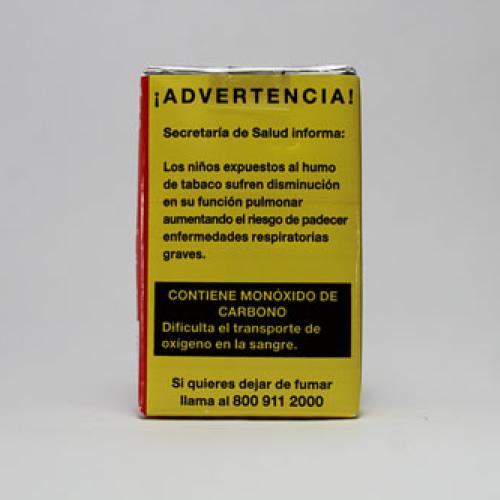 ¡ADVERTENCIA!
Secretaría de Salud informa:
Los niños expuestos al humo
de tabaco sufren disminución
en su función pulmonar
aumentando el riesgo de padecer
enfermedades respiratorias
graves.
CONTIENE MONÓXIDO DE
CARBONO
Dificulta el transporte de
oxígeno en la sangre.
Si quieres dejar de fumar
llama al 800 911 2000